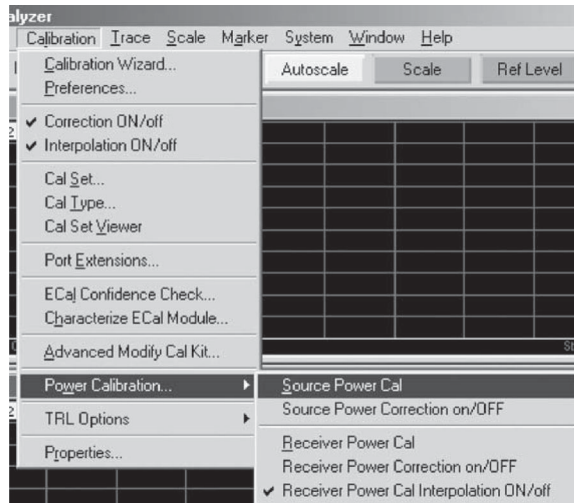 alyzer
Calibration Trace Scale Marker System Window Help
Autoscale Scale Ref Level
Calibration Wizard...
Preferences...
Correction ON/off
Interpolation ON/off
Cal Set...
Cal Type...
Cal Set Viewer
Port Extensions...
ECal Confidence Check...
Characterize ECal Module...
Advanced Modify Cal Kit...
Power Calibration...
TRL Options
Properties...
Source Power Cal
Source Power Correction on/OFF
Receiver Power Cal
Receiver Power Correction on/OFF
Receiver Power Cal Interpolation ON/off